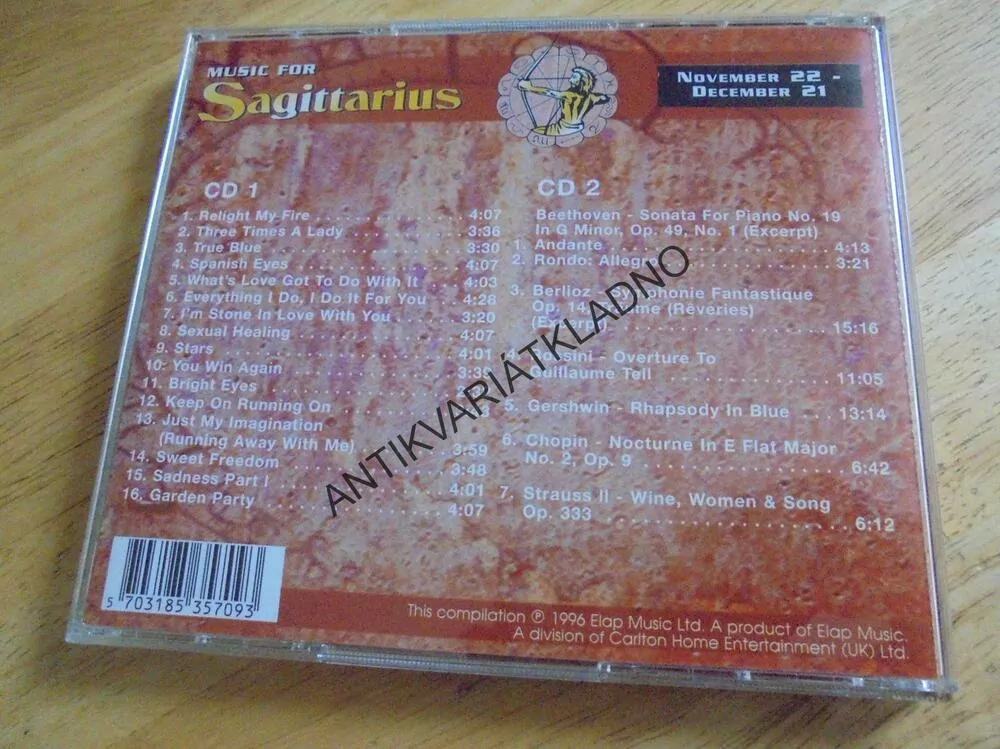 MUSIC FOR
Sagittarius
NOVEMBER 22 -
DECEMBER 21
CD 1
1. Relight My Fire . . . . . . . . . . . . . . . 4:07
2. Three Times A Lady . . . . . . . . . . . 3:36
3. True Blue . . . . . . . . . . . . . . . . . . . 3:30
4. Spanish Eyes . . . . . . . . . . . . . . . . 4:07
5. What's Love Got To Do With It . . . 4:03
6. Everything I Do, I Do It For You . . . 4:28
7. I'm Stone In Love With You . . . . . . 3:20
8. Sexual Healing . . . . . . . . . . . . . . . 4:07
9. Stars . . . . . . . . . . . . . . . . . . . . . . 4:01
10. You Win Again . . . . . . . . . . . . . . .
11. Bright Eyes . . . . . . . . . . . . . . . . .
12. Keep On Running On . . . . . . . . . .
13. Just My Imagination
(Running Away With Me) . . . . . . . 3:59
14. Sweet Freedom . . . . . . . . . . . . . . 3:48
15. Sadness Part I . . . . . . . . . . . . . . . 4:01
16. Garden Party . . . . . . . . . . . . . . . . 4:07
CD 2
Beethoven - Sonata For Piano No. 19
In G Minor, Op. 49, No. 1 (Excerpt)
1. Andante . . . . . . . . . . . . . . . . . . . 4:13
2. Rondo: Allegro . . . . . . . . . . . . . . 3:21
3. Berlioz - Symphonie Fantastique
Op. 14, (Rêveries)
(Excerpt) . . . . . . . . . . . . . . . . . . 15:16
4. Rossini - Overture To
Guillaume Tell . . . . . . . . . . . . . . 11:05
5. Gershwin - Rhapsody In Blue . . . 13:14
6. Chopin - Nocturne In E Flat Major
No. 2, Op. 9 . . . . . . . . . . . . . . . . 6:42
7. Strauss II - Wine, Women & Song
Op. 333 . . . . . . . . . . . . . . . . . . . 6:12
ANTIKVARIÁTKLADNO
5 703185 357093
This compilation ℗ 1996 Elap Music Ltd. A product of Elap Music.
A division of Carlton Home Entertainment (UK) Ltd.